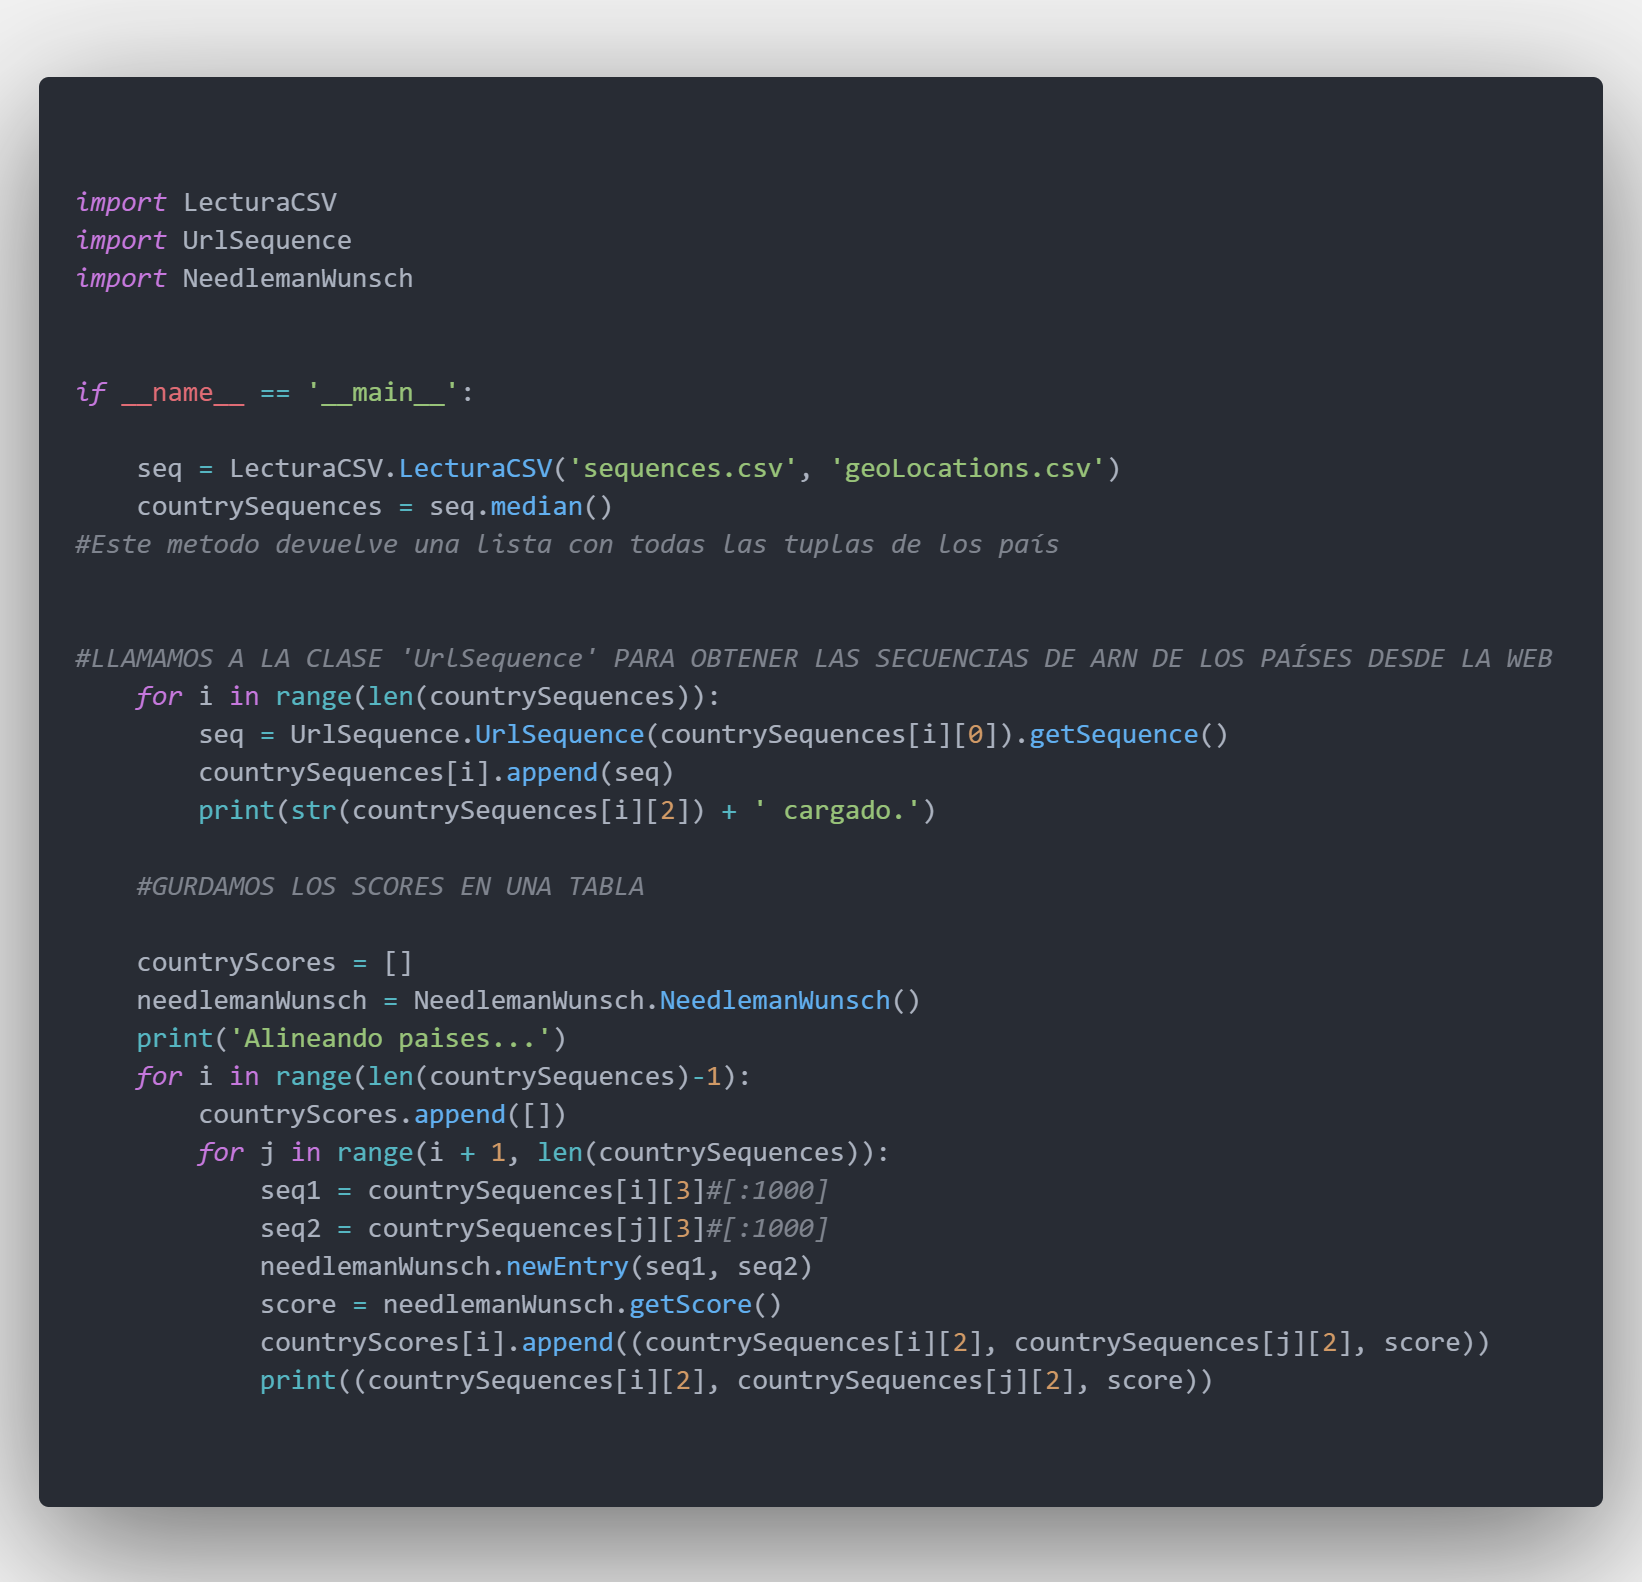 import LecturaCSV
import UrlSequence
import NeedlemanWunsch
if __name__ == '__main__':
    seq = LecturaCSV.LecturaCSV('sequences.csv', 'geoLocations.csv')
    countrySequences = seq.median()
#Este metodo devuelve una lista con todas las tuplas de los país
#LLAMAMOS A LA CLASE 'UrlSequence' PARA OBTENER LAS SECUENCIAS DE ARN DE LOS PAÍSES DESDE LA WEB
    for i in range(len(countrySequences)):
        seq = UrlSequence.UrlSequence(countrySequences[i][0]).getSequence()
        countrySequences[i].append(seq)
        print(str(countrySequences[i][2]) + ' cargado.')
    #GURDAMOS LOS SCORES EN UNA TABLA
    countryScores = []
    needlemanWunsch = NeedlemanWunsch.NeedlemanWunsch()
    print('Alineando paises...')
    for i in range(len(countrySequences)-1):
        countryScores.append([])
        for j in range(i + 1, len(countrySequences)):
            seq1 = countrySequences[i][3]#[:1000]
            seq2 = countrySequences[j][3]#[:1000]
            needlemanWunsch.newEntry(seq1, seq2)
            score = needlemanWunsch.getScore()
            countryScores[i].append((countrySequences[i][2], countrySequences[j][2], score))
            print((countrySequences[i][2], countrySequences[j][2], score))